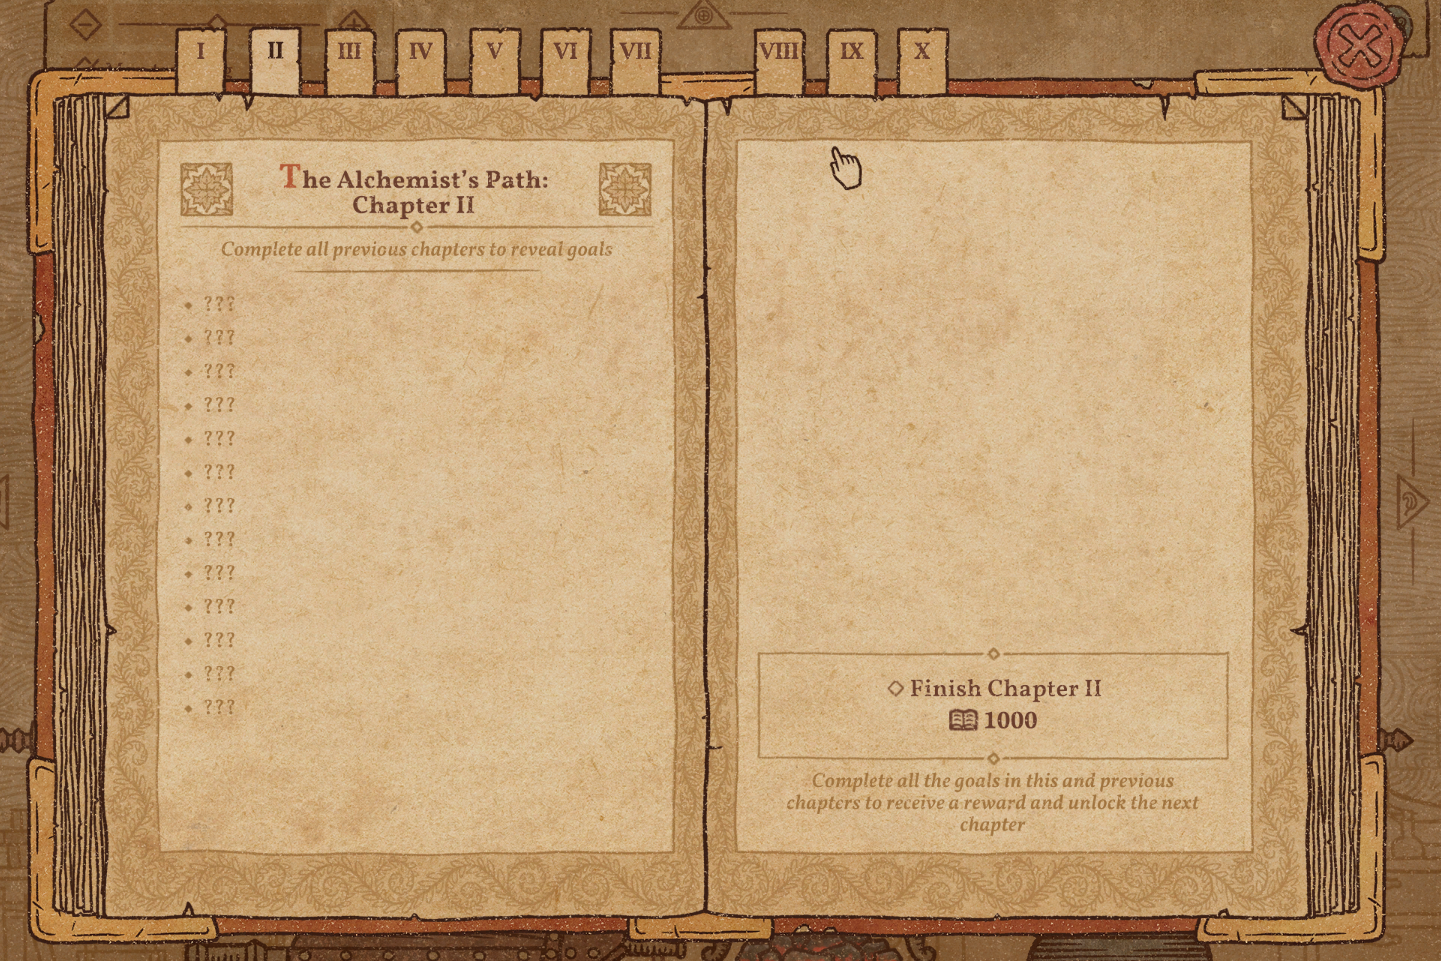 I II III IV V VI VII VIII IX X
The Alchemist's Path:
Chapter II
Complete all previous chapters to reveal goals
???
???
???
???
???
???
???
???
???
???
???
???
???
Finish Chapter II
1000
Complete all the goals in this and previous
chapters to receive a reward and unlock the next
chapter